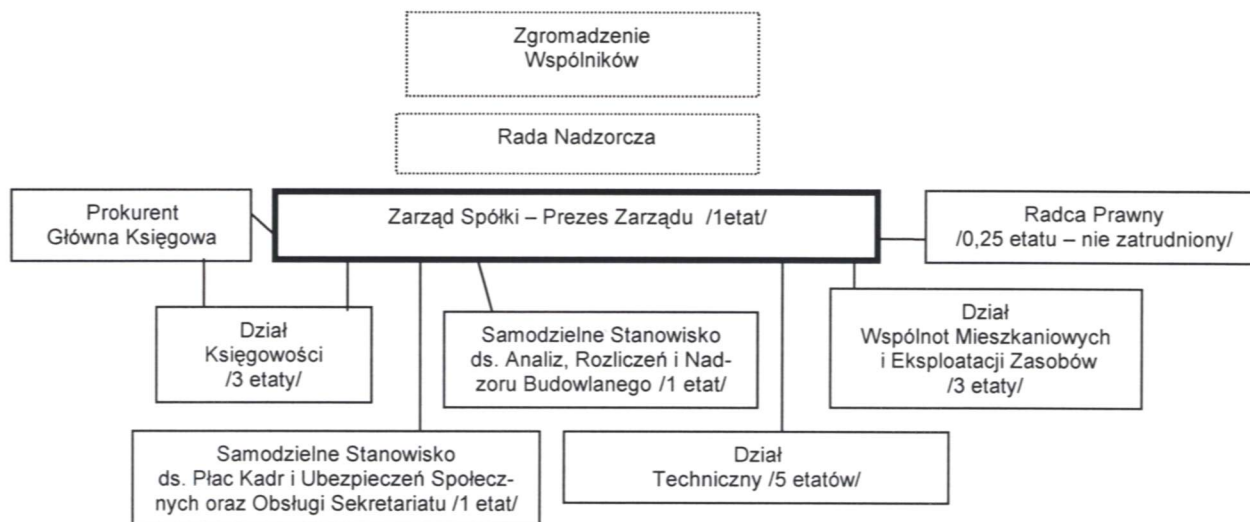 Zgromadzenie
Wspólników
Rada Nadzorcza
Prokurent
Główna Księgowa
Zarząd Spółki – Prezes Zarządu /1etat/
Radca Prawny
/0,25 etatu – nie zatrudniony/
Dział
Księgowości
/3 etaty/
Samodzielne Stanowisko
ds. Analiz, Rozliczeń i Nad-
zoru Budowlanego /1 etat/
Dział
Wspólnot Mieszkaniowych
i Eksploatacji Zasobów
/3 etaty/
Samodzielne Stanowisko
ds. Płac Kadr i Ubezpieczeń Społecz-
nych oraz Obsługi Sekretariatu /1 etat/
Dział
Techniczny /5 etatów/